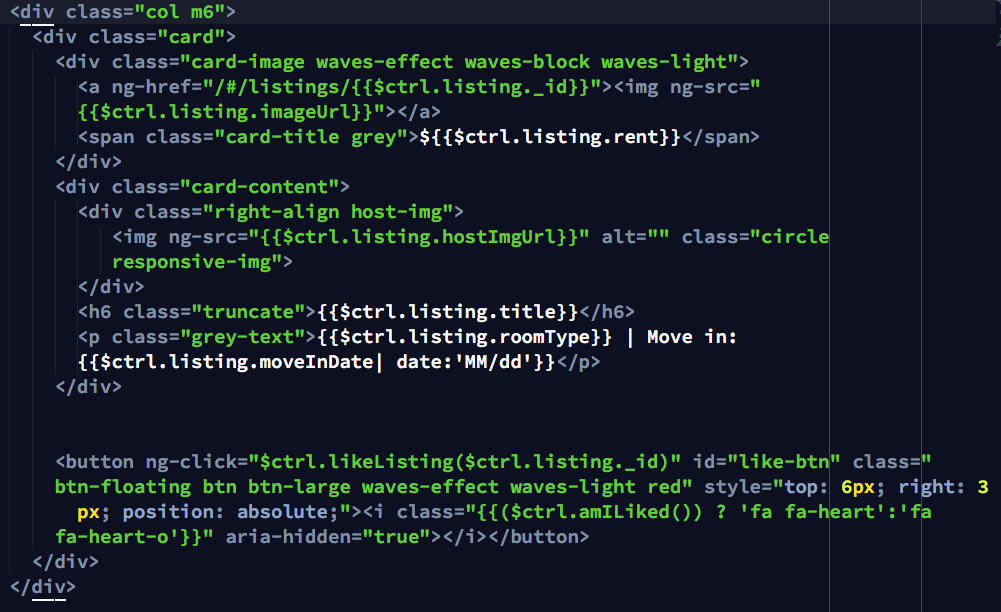 <div class="col m6">
<div class="card">
<div class="card-image waves-effect waves-block waves-light">
<a ng-href="/#/listings/{{$ctrl.listing._id}}"><img ng-src="
{{$ctrl.listing.imageUrl}}"></a>
<span class="card-title grey">${{$ctrl.listing.rent}}</span>
</div>
<div class="card-content">
<div class="right-align host-img">
<img ng-src="{{$ctrl.listing.hostImgUrl}}" alt="" class="circle
responsive-img">
</div>
<h6 class="truncate">{{$ctrl.listing.title}}</h6>
<p class="grey-text">{{$ctrl.listing.roomType}} | Move in:
{{$ctrl.listing.moveInDate| date:'MM/dd'}}</p>
</div>
<button ng-click="$ctrl.likeListing($ctrl.listing._id)" id="like-btn" class="
btn-floating btn btn-large waves-effect waves-light red" style="top: 6px; right: 3
px; position: absolute;"><i class="{{($ctrl.amILiked()) ? 'fa fa-heart':'fa
fa-heart-o'}}" aria-hidden="true"></i></button>
</div>
</div>